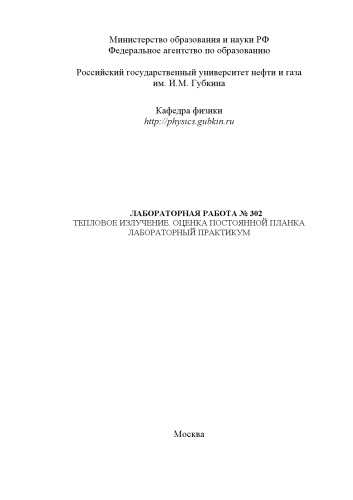 Министерство образования и науки РФ
Федеральное агентство по образованию
Российский государственный университет нефти и газа
им. И.М. Губкина
Кафедра физики
http://physics.gubkin.ru
ЛАБОРАТОРНАЯ РАБОТА № 302
ТЕПЛОВОЕ ИЗЛУЧЕНИЕ. ОЦЕНКА ПОСТОЯННОЙ ПЛАНКА
ЛАБОРАТОРНЫЙ ПРАКТИКУМ
Москва